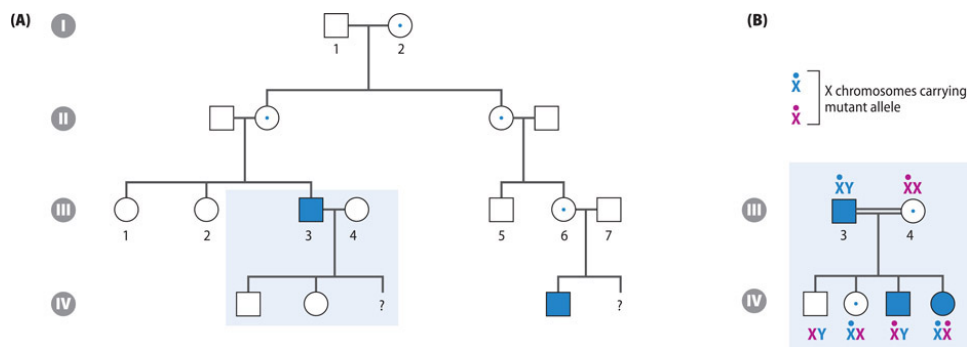 (A)
I
1 2
II
III
1 2 3 4 5 6 7
IV
? ?
(B)
X
X
X chromosomes carrying
mutant allele
XY XX
III
3 4
IV
XY XX XY XX